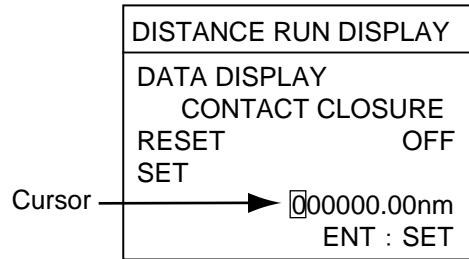 DISTANCE RUN DISPLAY
DATA DISPLAY
CONTACT CLOSURE
RESET OFF
SET
Cursor 000000.00nm
ENT : SET